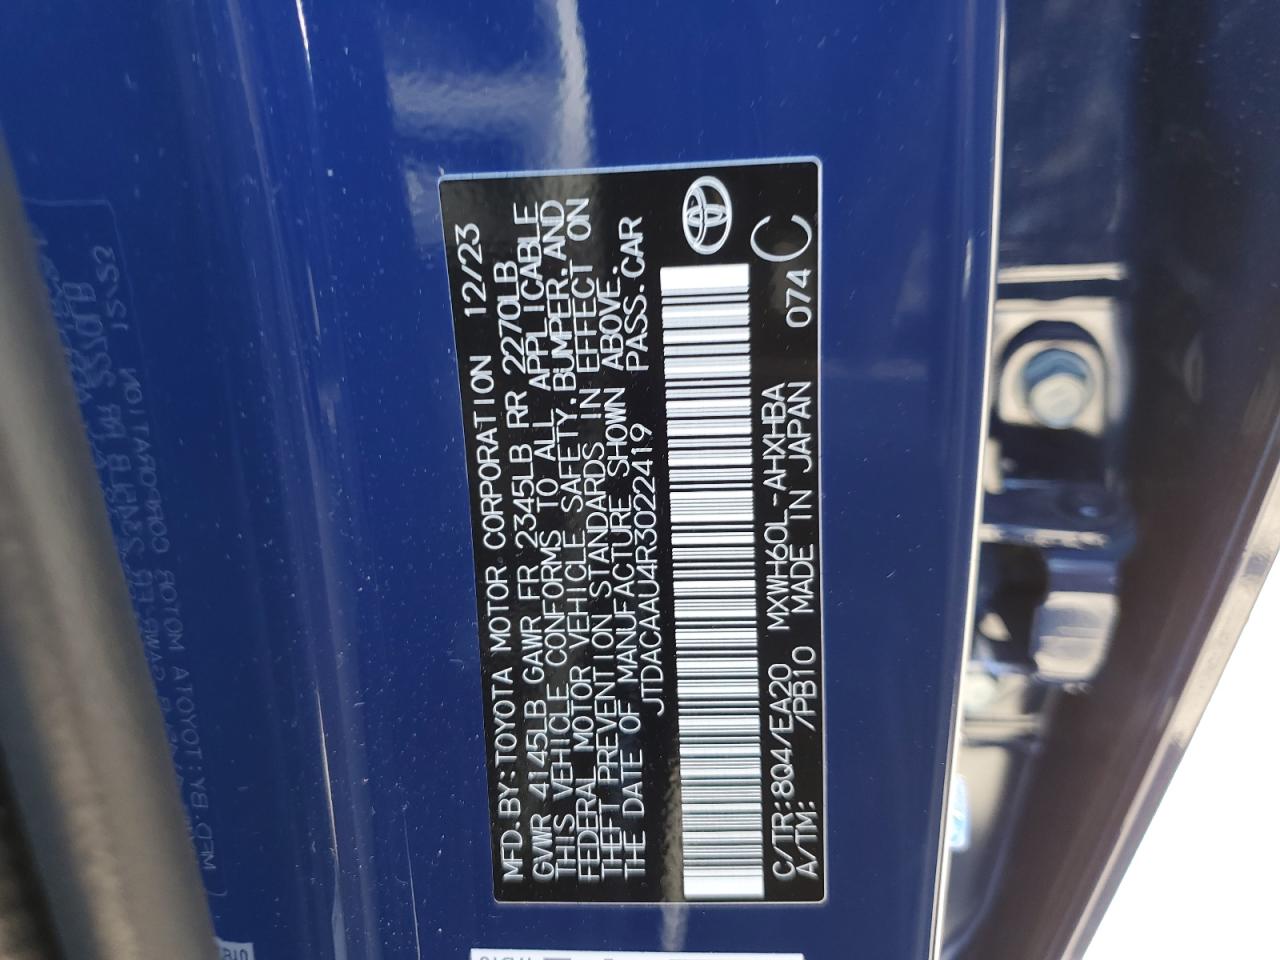 MFD.BY:TOYOTA MOTOR CORPORATION 12/23
GVWR 4145LB GAWR FR 2345LB RR 2270LB
THIS VEHICLE CONFORMS TO ALL APPLICABLE
FEDERAL MOTOR VEHICLE SAFETY,BUMPER,AND
THEFT PREVENTION STANDARDS IN EFFECT ON
THE DATE OF MANUFACTURE SHOWN ABOVE.
JTDACAAU4R3022419 PASS.CAR
C/TR:8Q4/EA20 MXWH60L-AHXHBA 074 C
A/TM: /PB10 MADE IN JAPAN